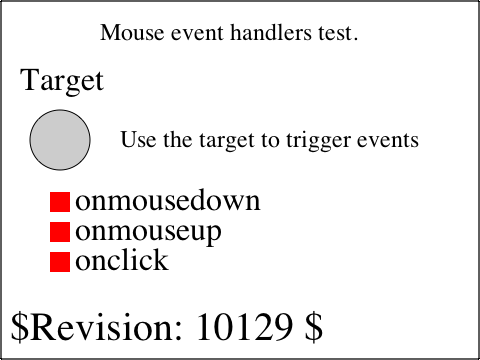 Mouse event handlers test.
Target
Use the target to trigger events
onmousedown
onmouseup
onclick
$Revision: 10129 $